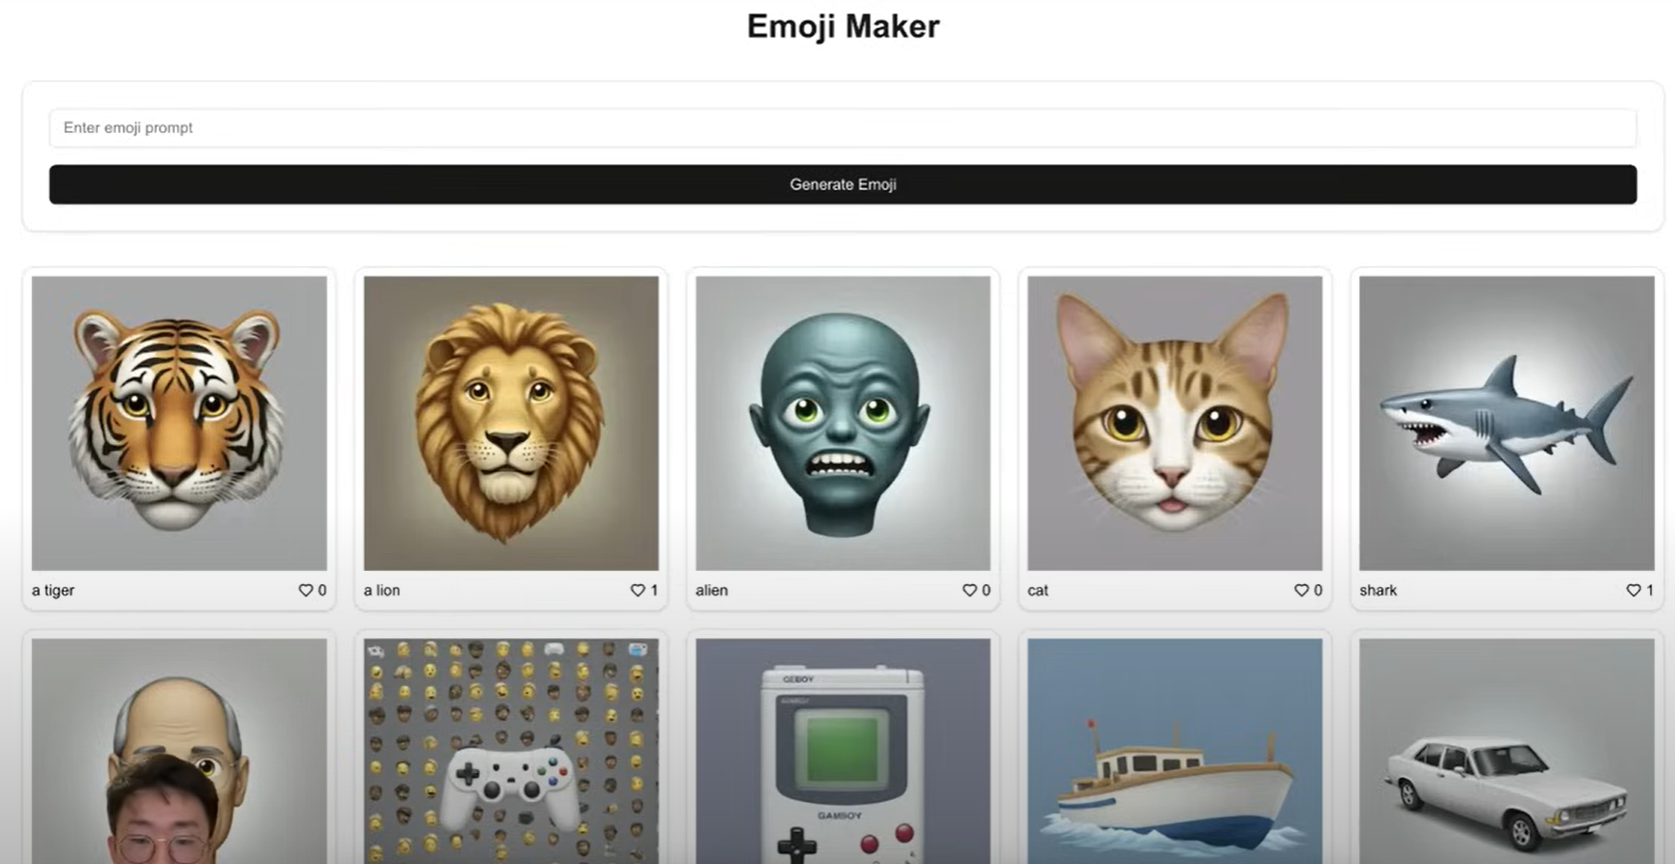 Emoji Maker
Enter emoji prompt
Generate Emoji
a tiger
0
a lion
1
alien
0
cat
0
shark
1
GEBOY
GAMBOY